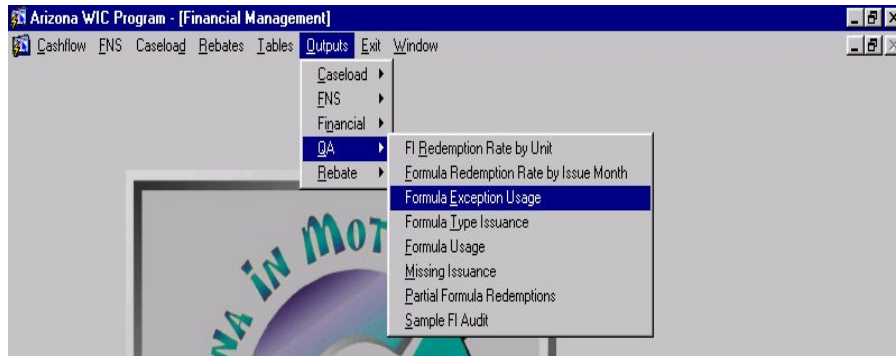 Arizona WIC Program - [Financial Management]
Cashflow FNS Caseload Rebates Tables Outputs Exit Window
Caseload
FNS
Financial
QA
Rebate
FI Redemption Rate by Unit
Formula Redemption Rate by Issue Month
Formula Exception Usage
Formula Type Issuance
Formula Usage
Missing Issuance
Partial Formula Redemptions
Sample FI Audit
NA IN MOT